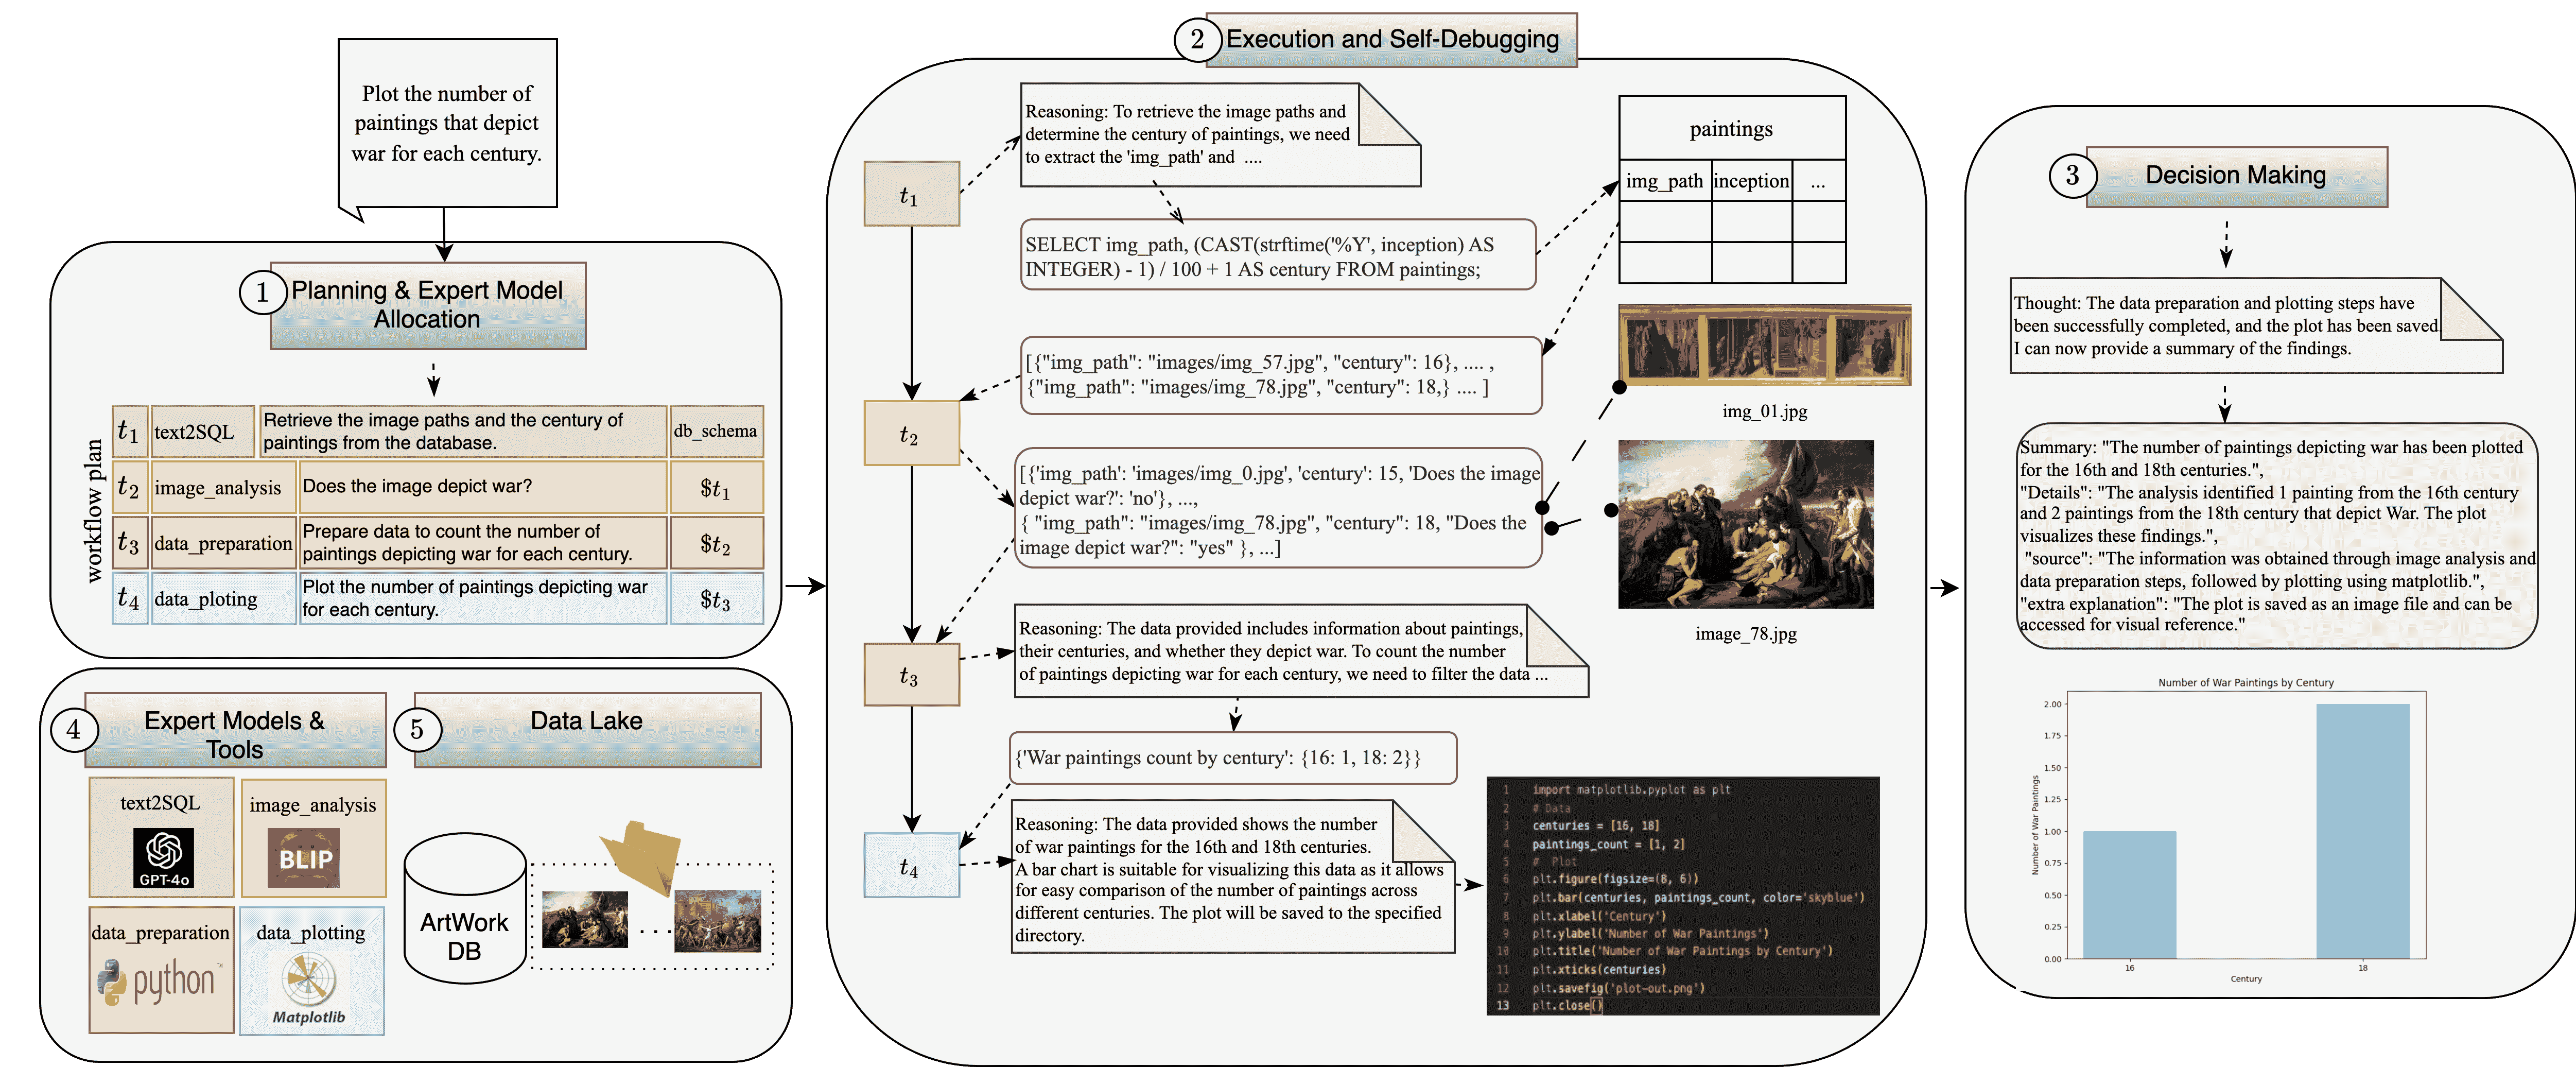 Plot the number of
paintings that depict
war for each century.
1
Planning & Expert Model
Allocation
workflow plan
t1 text2SQL Retrieve the image paths and the century of
paintings from the database. db_schema
t2 image_analysis Does the image depict war? $t1
t3 data_preparation Prepare data to count the number of
paintings depicting war for each century. $t2
t4 data_ploting Plot the number of paintings depicting war
for each century. $t3
4
Expert Models &
Tools
text2SQL
GPT-4o
image_analysis
BLIP
data_preparation
python™
data_plotting
Matplotlib
5
Data Lake
ArtWork
DB
...
2
Execution and Self-Debugging
t1
Reasoning: To retrieve the image paths and
determine the century of paintings, we need
to extract the 'img_path' and ....
SELECT img_path, (CAST(strftime('%Y', inception) AS
INTEGER) - 1) / 100 + 1 AS century FROM paintings;
paintings
img_path inception ...
[{"img_path": "images/img_57.jpg", "century": 16}, .... ,
{"img_path": "images/img_78.jpg", "century": 18,} .... ]
t2
img_01.jpg
[{'img_path': 'images/img_0.jpg', 'century': 15, 'Does the image
depict war?': 'no'}, ...,
{ "img_path": "images/img_78.jpg", "century": 18, "Does the
image depict war?": "yes" }, ...]
image_78.jpg
t3
Reasoning: The data provided includes information about paintings,
their centuries, and whether they depict war. To count the number
of paintings depicting war for each century, we need to filter the data ...
{'War paintings count by century': {16: 1, 18: 2}}
t4
Reasoning: The data provided shows the number
of war paintings for the 16th and 18th centuries.
A bar chart is suitable for visualizing this data as it allows
for easy comparison of the number of paintings across
different centuries. The plot will be saved to the specified
directory.
1 import matplotlib.pyplot as plt
2 # Data
3 centuries = [16, 18]
4 paintings_count = [1, 2]
5 # Plot
6 plt.figure(figsize=(8, 6))
7 plt.bar(centuries, paintings_count, color='skyblue')
8 plt.xlabel('Century')
9 plt.ylabel('Number of War Paintings')
10 plt.title('Number of War Paintings by Century')
11 plt.xticks(centuries)
12 plt.savefig('plot-out.png')
13 plt.close()
3
Decision Making
Thought: The data preparation and plotting steps have
been successfully completed, and the plot has been saved.
I can now provide a summary of the findings.
Summary: "The number of paintings depicting war has been plotted
for the 16th and 18th centuries.",
"Details": "The analysis identified 1 painting from the 16th century
and 2 paintings from the 18th century that depict War. The plot
visualizes these findings.",
"source": "The information was obtained through image analysis and
data preparation steps, followed by plotting using matplotlib.",
"extra explanation": "The plot is saved as an image file and can be
accessed for visual reference."
Number of War Paintings by Century
Number of War Paintings
2.00
1.75
1.50
1.25
1.00
0.75
0.50
0.25
0.00
16 18
Century